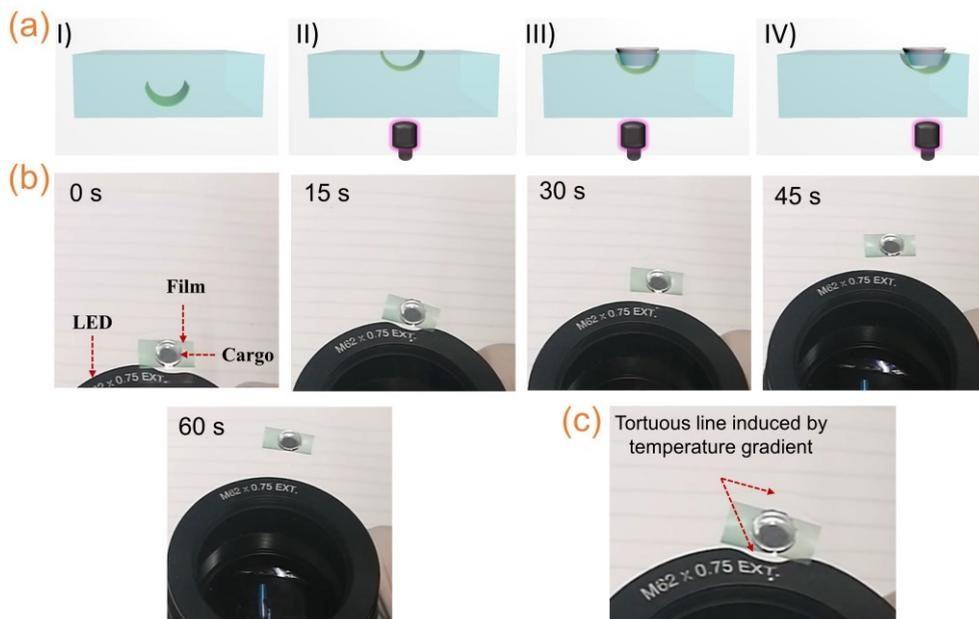 (a)
I)
II)
III)
IV)
(b)
0 s
Film
LED
Cargo
× 0.75 EXT.
15 s
M62 x 0.75 EXT.
30 s
M62 x 0.75 EXT.
45 s
M62 x 0.75 EXT.
60 s
M62 x 0.75 EXT.
(c)
Tortuous line induced by
temperature gradient
M62 x 0.75 EXT.